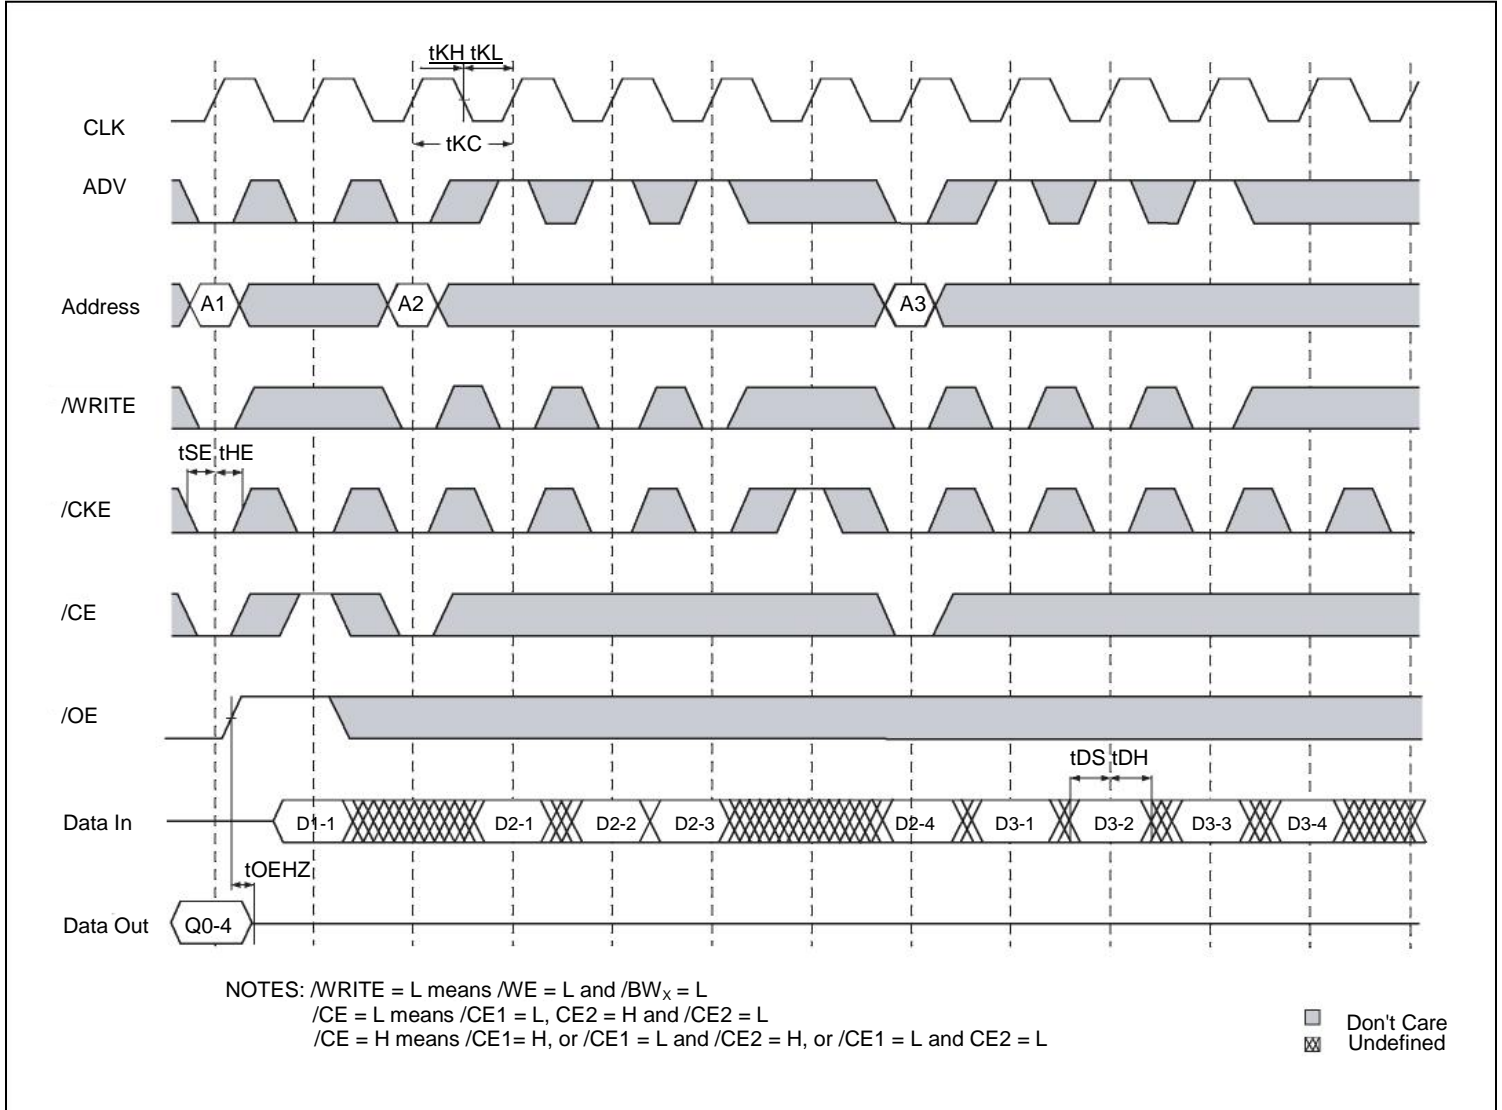 tKH tKL
CLK
tKC
ADV
Address A1 A2 A3
/WRITE
tSE tHE
/CKE
/CE
/OE
tDS tDH
Data In D1-1 D2-1 D2-2 D2-3 D2-4 D3-1 D3-2 D3-3 D3-4
tOEHZ
Data Out Q0-4
NOTES: /WRITE = L means /WE = L and /BWX = L
/CE = L means /CE1 = L, CE2 = H and /CE2 = L
/CE = H means /CE1= H, or /CE1 = L and /CE2 = H, or /CE1 = L and CE2 = L
Don't Care
Undefined